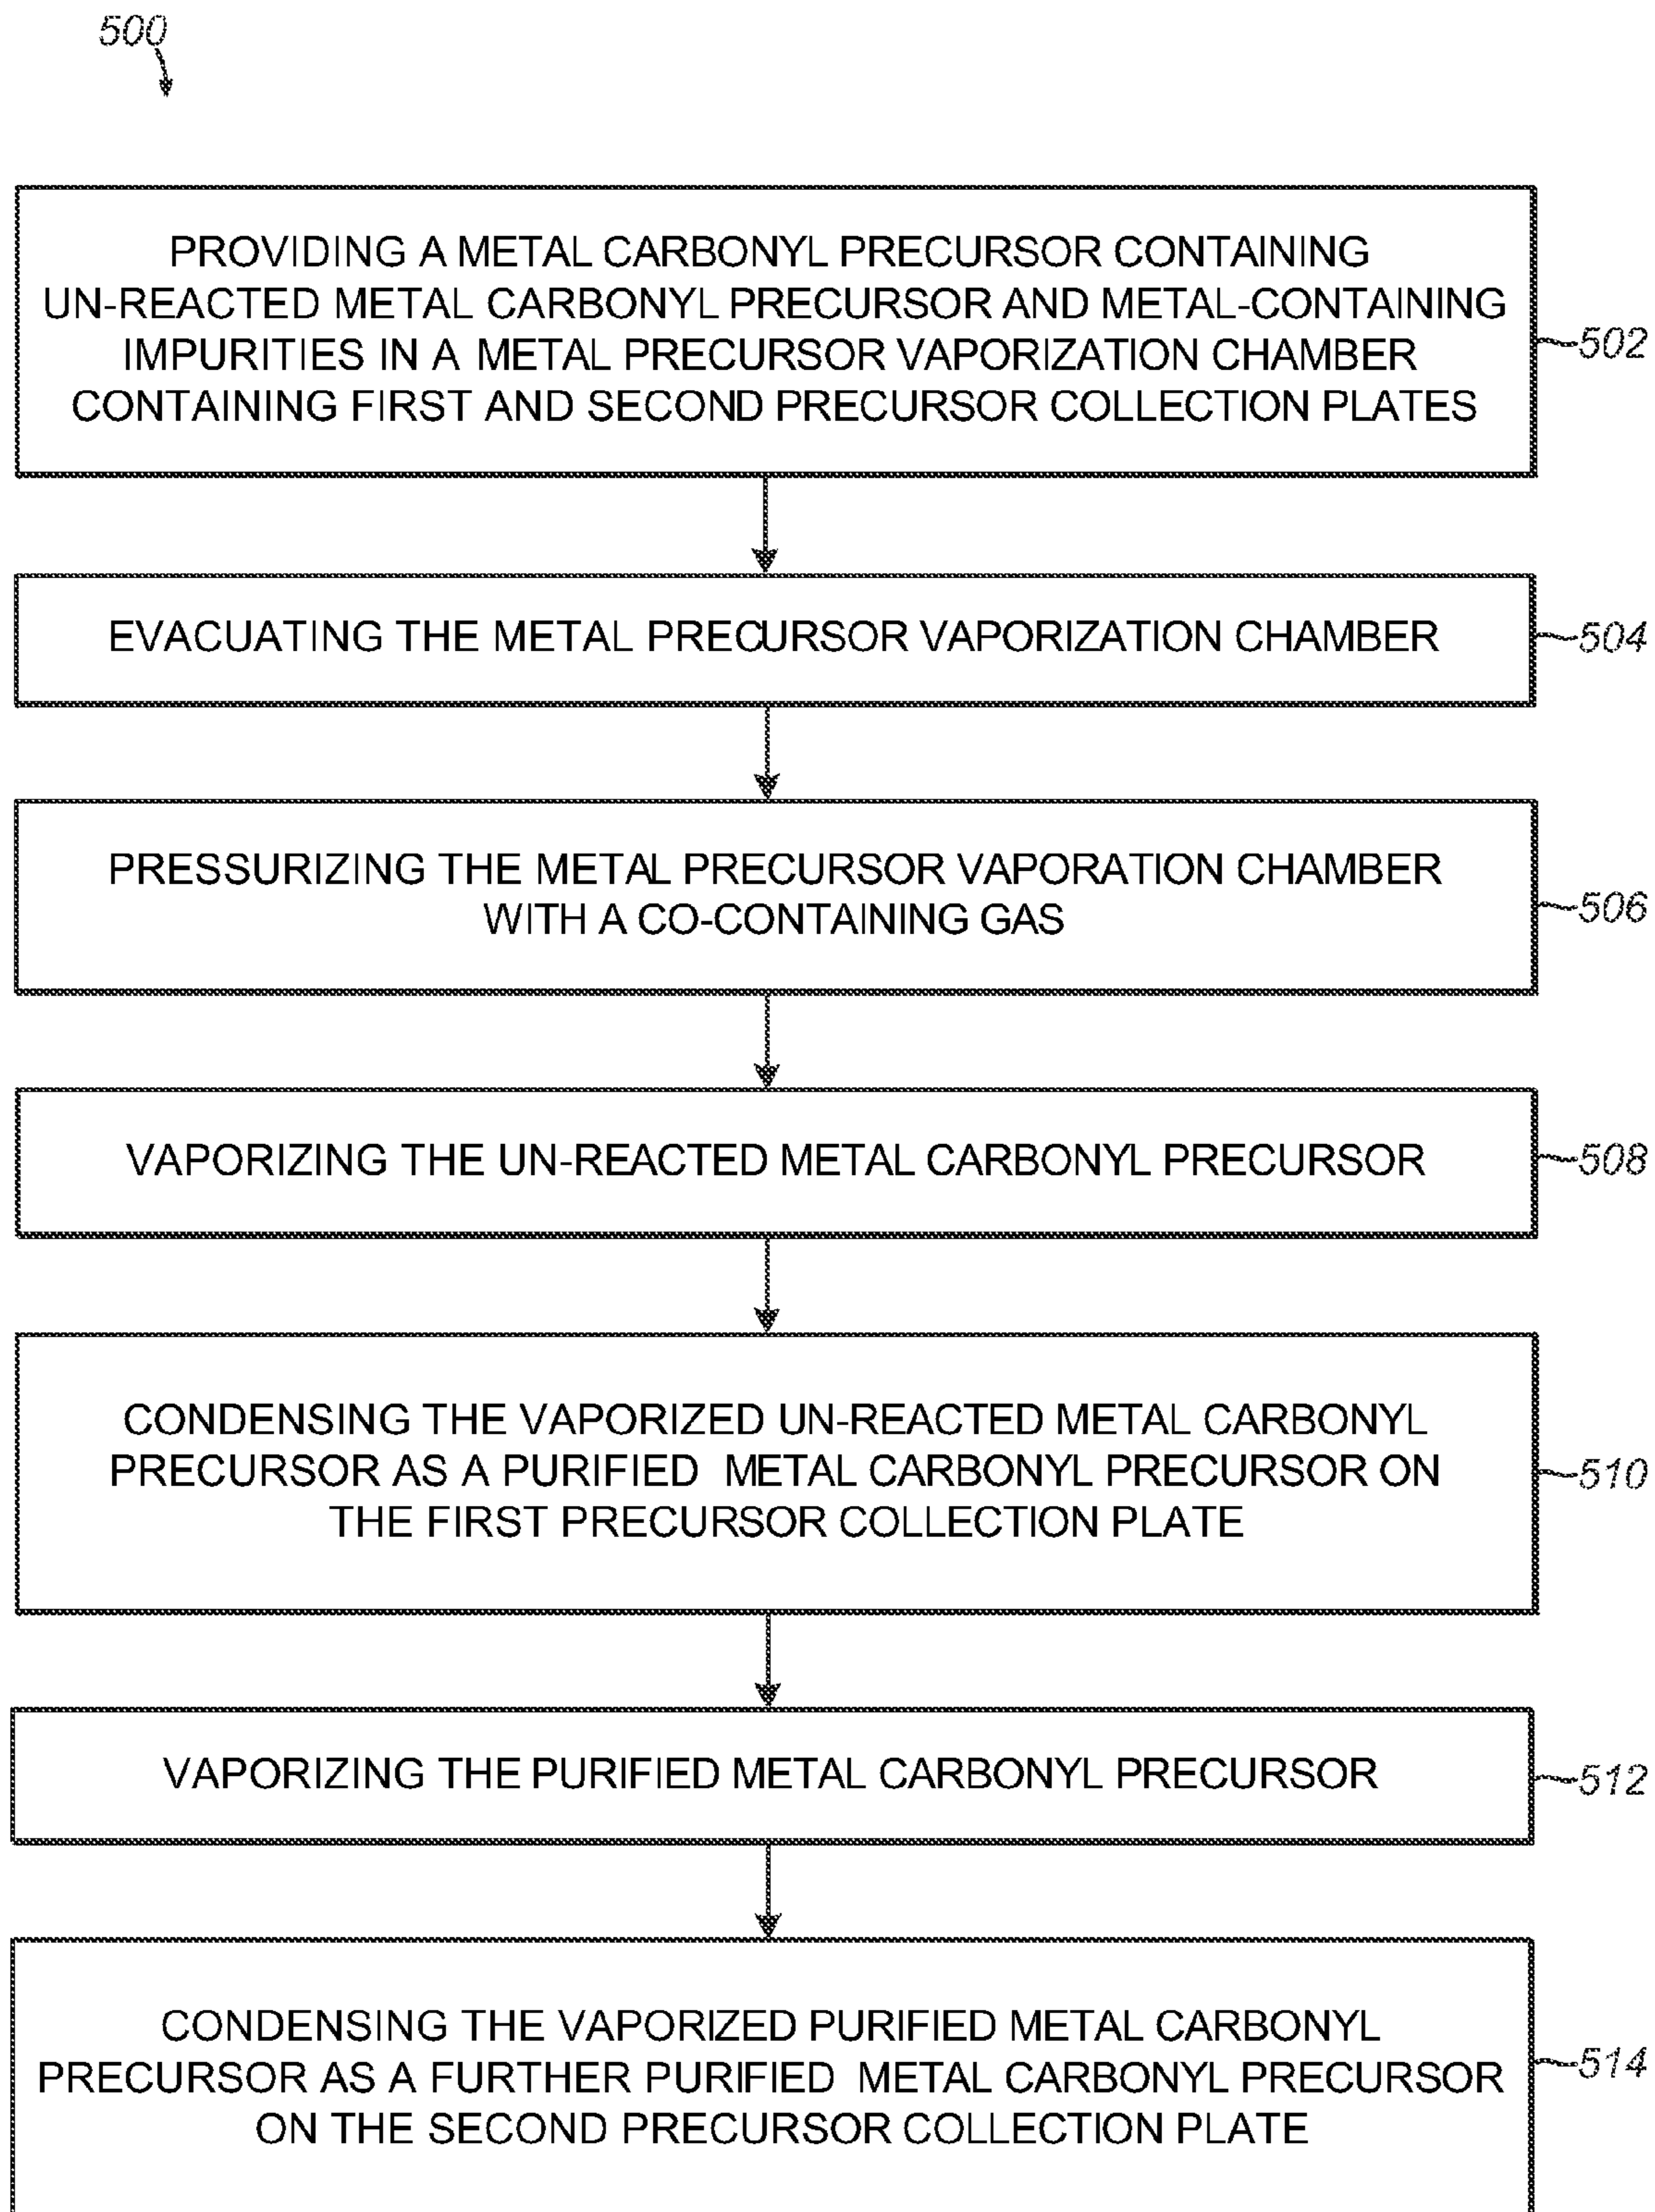 500
PROVIDING A METAL CARBONYL PRECURSOR CONTAINING
UN-REACTED METAL CARBONYL PRECURSOR AND METAL-CONTAINING
IMPURITIES IN A METAL PRECURSOR VAPORIZATION CHAMBER
CONTAINING FIRST AND SECOND PRECURSOR COLLECTION PLATES
502
EVACUATING THE METAL PRECURSOR VAPORIZATION CHAMBER
504
PRESSURIZING THE METAL PRECURSOR VAPORATION CHAMBER
WITH A CO-CONTAINING GAS
506
VAPORIZING THE UN-REACTED METAL CARBONYL PRECURSOR
508
CONDENSING THE VAPORIZED UN-REACTED METAL CARBONYL
PRECURSOR AS A PURIFIED METAL CARBONYL PRECURSOR ON
THE FIRST PRECURSOR COLLECTION PLATE
510
VAPORIZING THE PURIFIED METAL CARBONYL PRECURSOR
512
CONDENSING THE VAPORIZED PURIFIED METAL CARBONYL
PRECURSOR AS A FURTHER PURIFIED METAL CARBONYL PRECURSOR
ON THE SECOND PRECURSOR COLLECTION PLATE
514